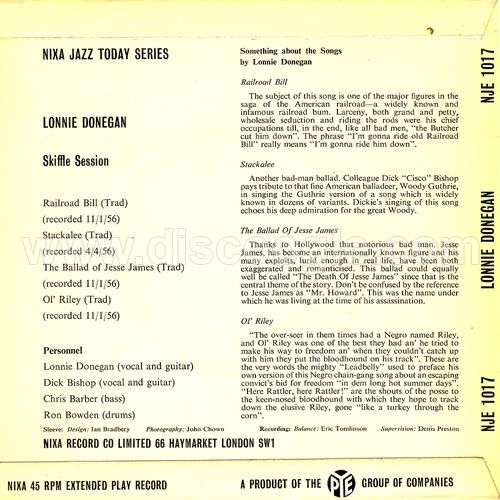 NIXA JAZZ TODAY SERIES
LONNIE DONEGAN
Skiffle Session
Railroad Bill (Trad)
(recorded 11/1/56)
Stackalee (Trad)
(recorded 4/4/56)
The Ballad of Jesse James (Trad)
(recorded 11/1/56)
Ol' Riley (Trad)
(recorded 11/1/56)
Personnel
Lonnie Donegan (vocal and guitar)
Dick Bishop (vocal and guitar)
Chris Barber (bass)
Ron Bowden (drums)
Something about the Songs
by Lonnie Donegan
Railroad Bill
The subject of this song is one of the major figures in the
saga of the American railroad—a widely known and
infamous railroad bum. Larceny, both grand and petty,
wholesale seduction and riding the rods were his chief
occupations till, in the end, like all bad men, "the Butcher
cut him down". The phrase "I'm gonna ride old Railroad
Bill" really means "I'm gonna ride him down".
Stackalee
Another bad-man ballad. Colleague Dick "Cisco" Bishop
pays tribute to that fine American balladeer, Woody Guthrie,
in singing the Guthrie version of a song which is widely
known in dozens of variants. Dickie's singing of this song
echoes his deep admiration for the great Woody.
The Ballad Of Jesse James
Thanks to Hollywood that notorious bad man, Jesse
James, has become an internationally known figure and his
many exploits, lurid enough in real life, have been both
exaggerated and romanticised. This ballad could equally
well be called "The Death Of Jesse James" since that is the
central theme of the story. Don't be confused by the reference
to Jesse James as "Mr. Howard". This was the name under
which he was living at the time of his assassination.
Ol' Riley
"The over-seer in them times had a Negro named Riley,
and Ol' Riley was one of the best they had an' he tried to
make his way to freedom an' when they couldn't catch up
with him they put the bloodhound on his track". These are
the very words the mighty "Leadbelly" used to preface his
own version of this Negro chain-gang song about an escaping
convict's bid for freedom "in dem long hot summer days".
"Here Rattler, here Rattler!" are the shouts of the posse to
the keen-nosed bloodhound with which they hope to track
down the elusive Riley, gone "like a turkey through the
corn".
Sleeve: Design: Ian Bradbery Photography: John Chown Recording: Balance: Eric Tomlinson Supervision: Denis Preston
NIXA RECORD CO LIMITED 66 HAYMARKET LONDON SW1
NIXA 45 RPM EXTENDED PLAY RECORD
A PRODUCT OF THE PYE GROUP OF COMPANIES
NJE 1017
LONNIE DONEGAN
NJE 1017